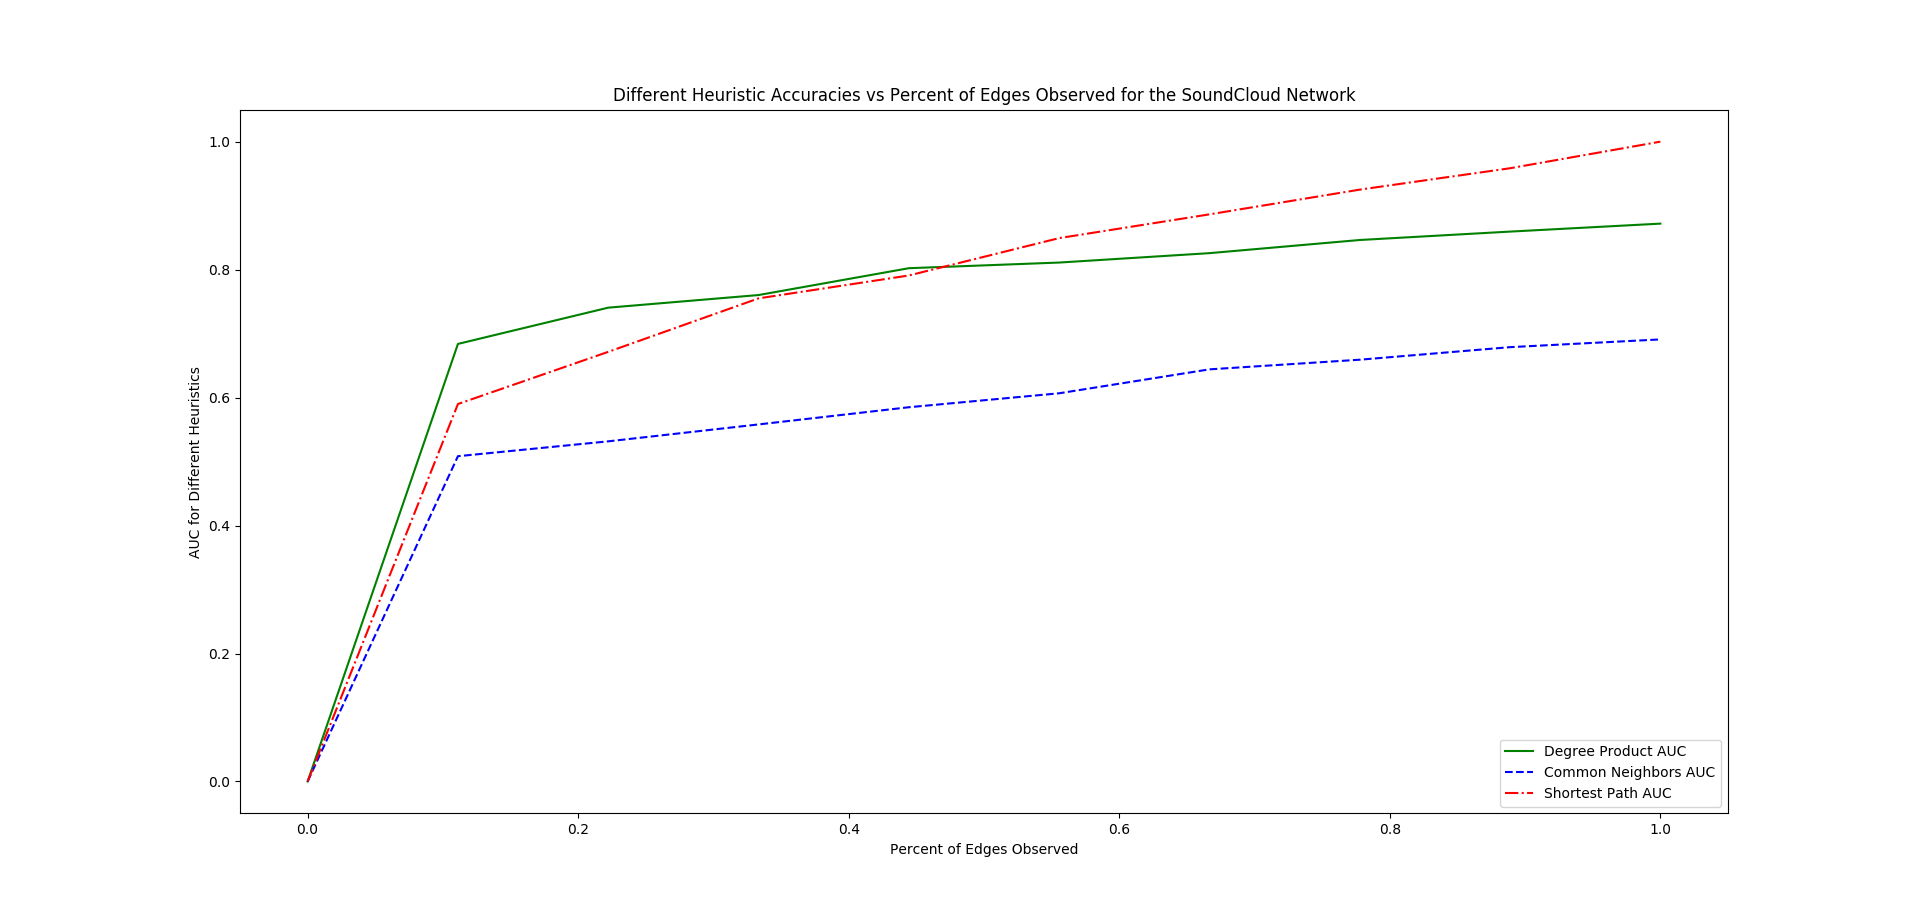 Different Heuristic Accuracies vs Percent of Edges Observed for the SoundCloud Network
1.0
0.8
0.6
0.4
0.2
0.0
AUC for Different Heuristics
0.0 0.2 0.4 0.6 0.8 1.0
Percent of Edges Observed
Degree Product AUC
Common Neighbors AUC
Shortest Path AUC